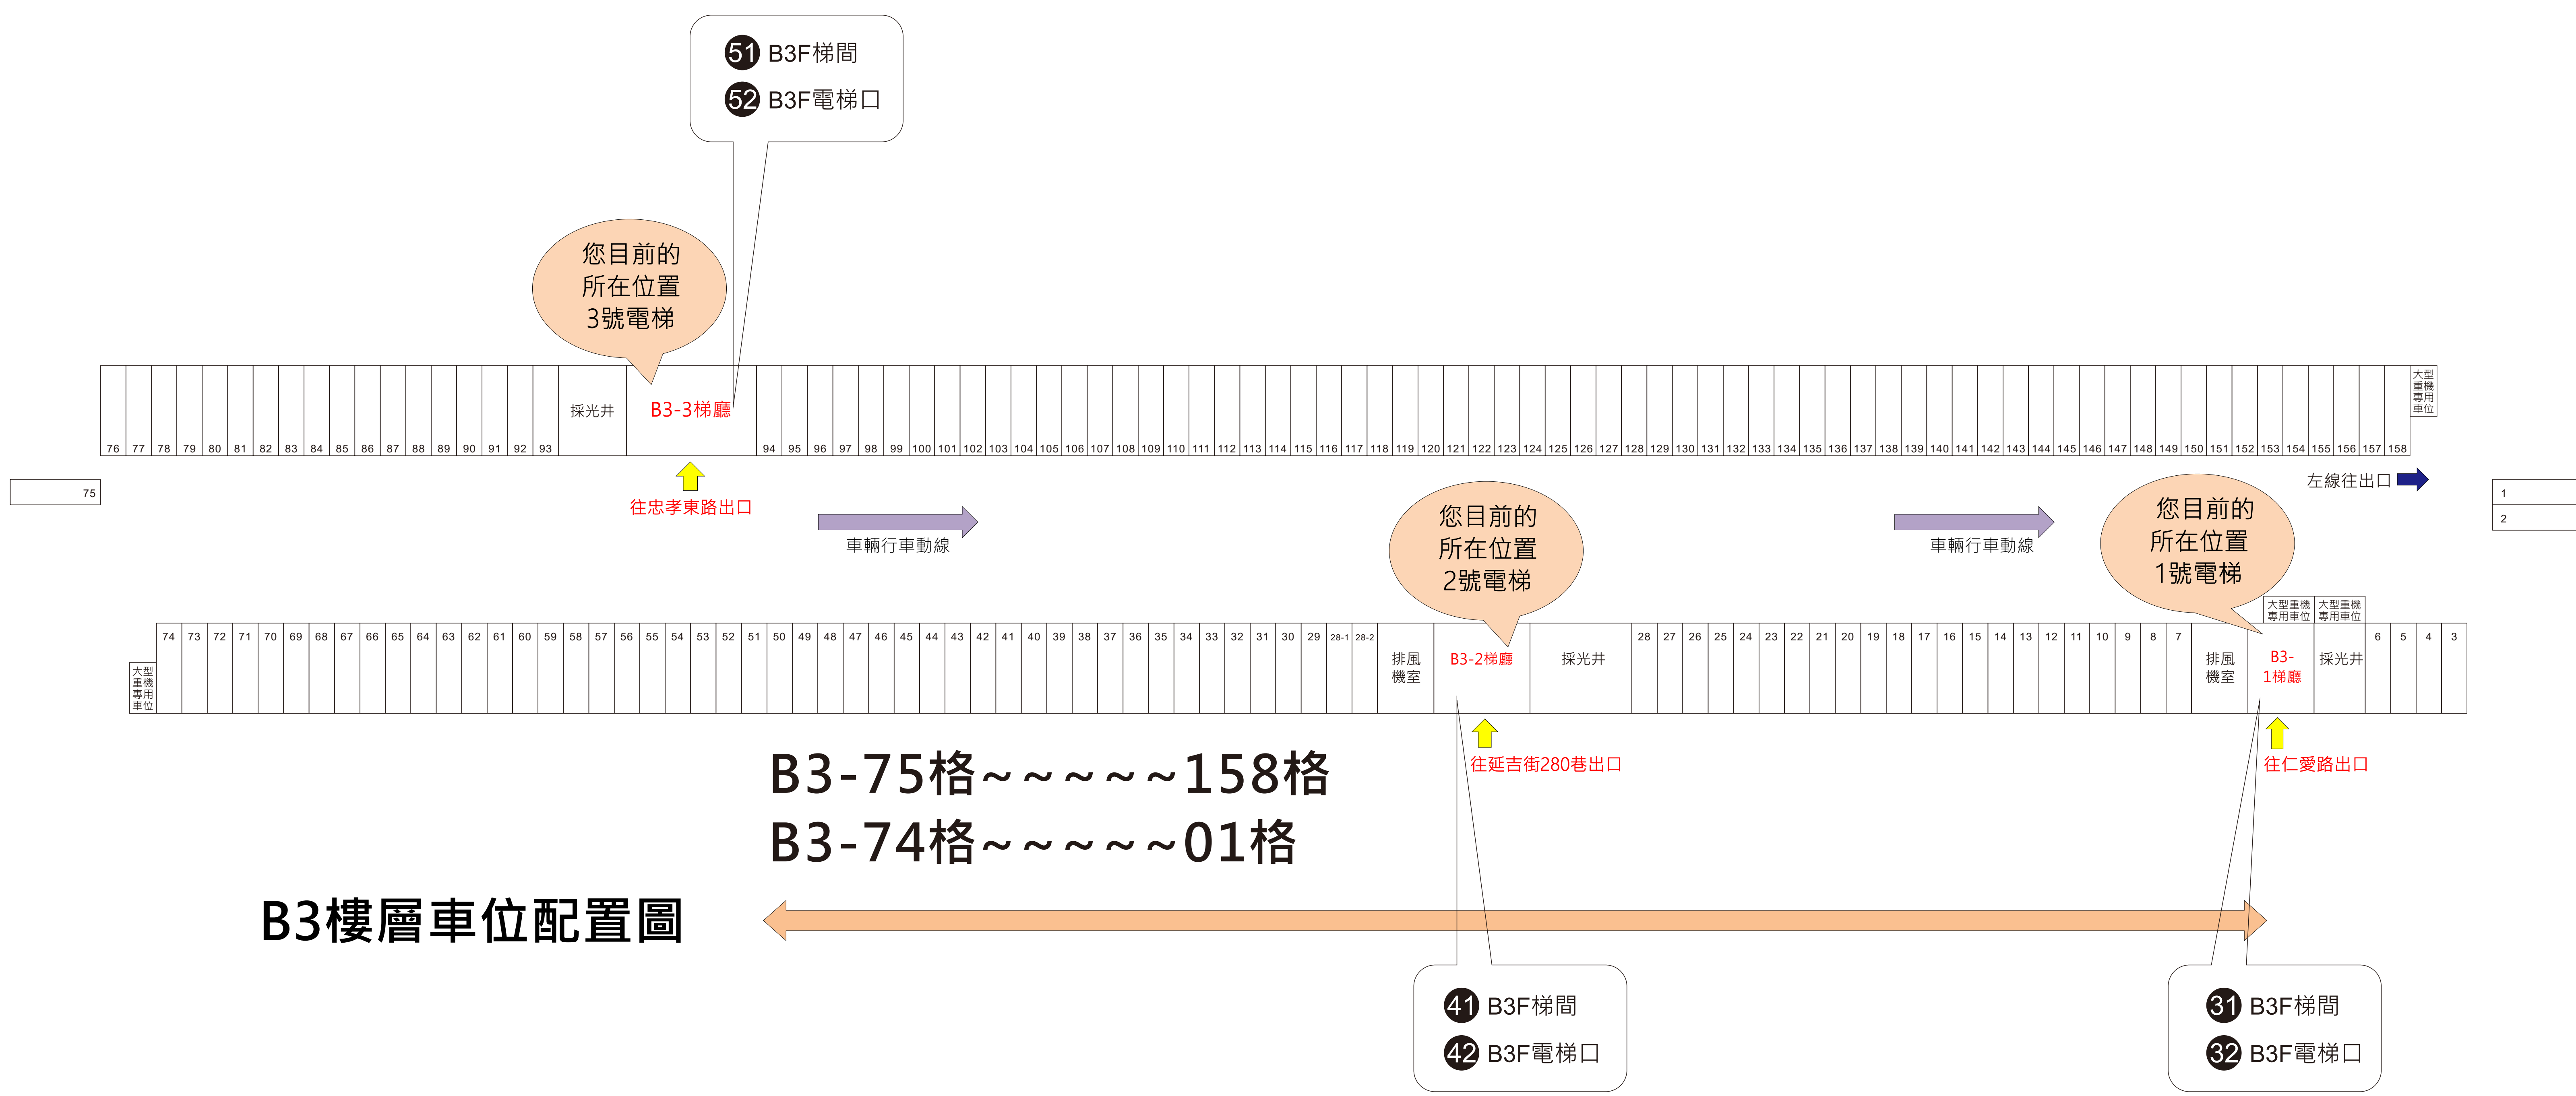 51 B3F梯間
52 B3F電梯口
您目前的
所在位置
3號電梯
76 77 78 79 80 81 82 83 84 85 86 87 88 89 90 91 92 93
採光井
B3-3梯廳
94 95 96 97 98 99 100 101 102 103 104 105 106 107 108 109 110 111 112 113 114 115 116 117 118 119 120 121 122 123 124 125 126 127 128 129 130 131 132 133 134 135 136 137 138 139 140 141 142 143 144 145 146 147 148 149 150 151 152 153 154 155 156 157 158
大型
重機
專用
車位
75
往忠孝東路出口
車輛行車動線
您目前的
所在位置
2號電梯
車輛行車動線
您目前的
所在位置
1號電梯
左線往出口
1
2
大型
重機
專用
車位
74 73 72 71 70 69 68 67 66 65 64 63 62 61 60 59 58 57 56 55 54 53 52 51 50 49 48 47 46 45 44 43 42 41 40 39 38 37 36 35 34 33 32 31 30 29 28-1 28-2
排風
機室
B3-2梯廳
採光井
28 27 26 25 24 23 22 21 20 19 18 17 16 15 14 13 12 11 10 9 8 7
排風
機室
大型重機
專用車位
大型重機
專用車位
B3-
1梯廳
採光井
6 5 4 3
往延吉街280巷出口
往仁愛路出口
B3-75格~~~~~158格
B3-74格~~~~~01格
B3樓層車位配置圖
41 B3F梯間
42 B3F電梯口
31 B3F梯間
32 B3F電梯口